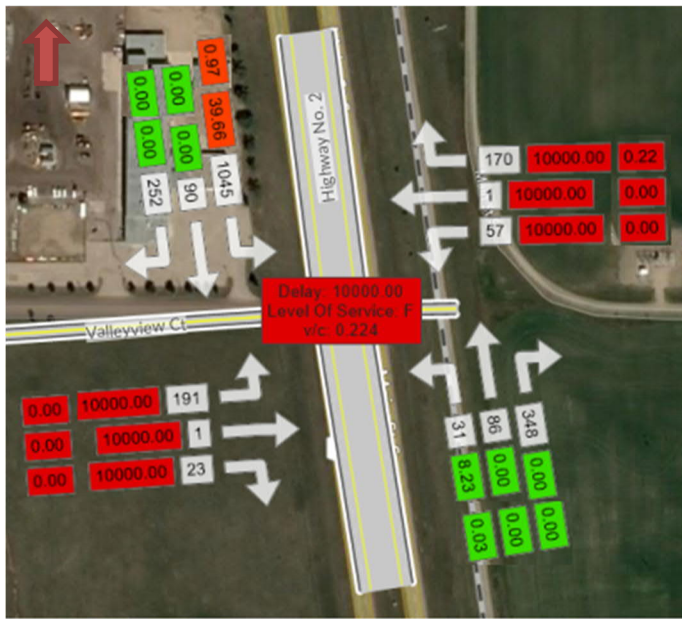 0.97
0.00
0.00
39.66
0.00
0.00
1045
90
252
Highway No. 2
170 10000.00 0.22
1 10000.00 0.00
57 10000.00 0.00
Delay: 10000.00
Level Of Service: F
v/c: 0.224
Valleyview Ct
0.00 10000.00 191
0.00 10000.00 1
0.00 10000.00 23
31 86 348
8.23 0.00 0.00
0.03 0.00 0.00